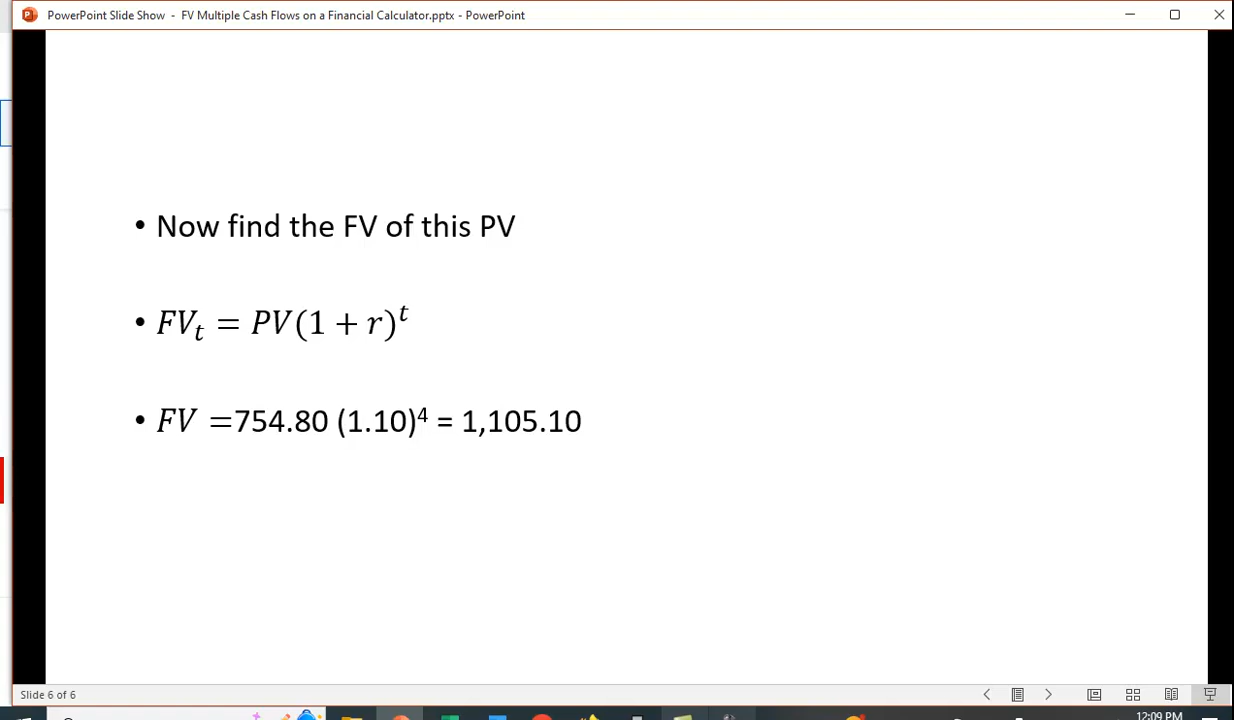 PowerPoint Slide Show - FV Multiple Cash Flows on a Financial Calculator.pptx - PowerPoint
• Now find the FV of this PV
• FVₜ = PV(1 + r)ᵗ
• FV =754.80 (1.10)⁴ = 1,105.10
Slide 6 of 6
12:09 PM